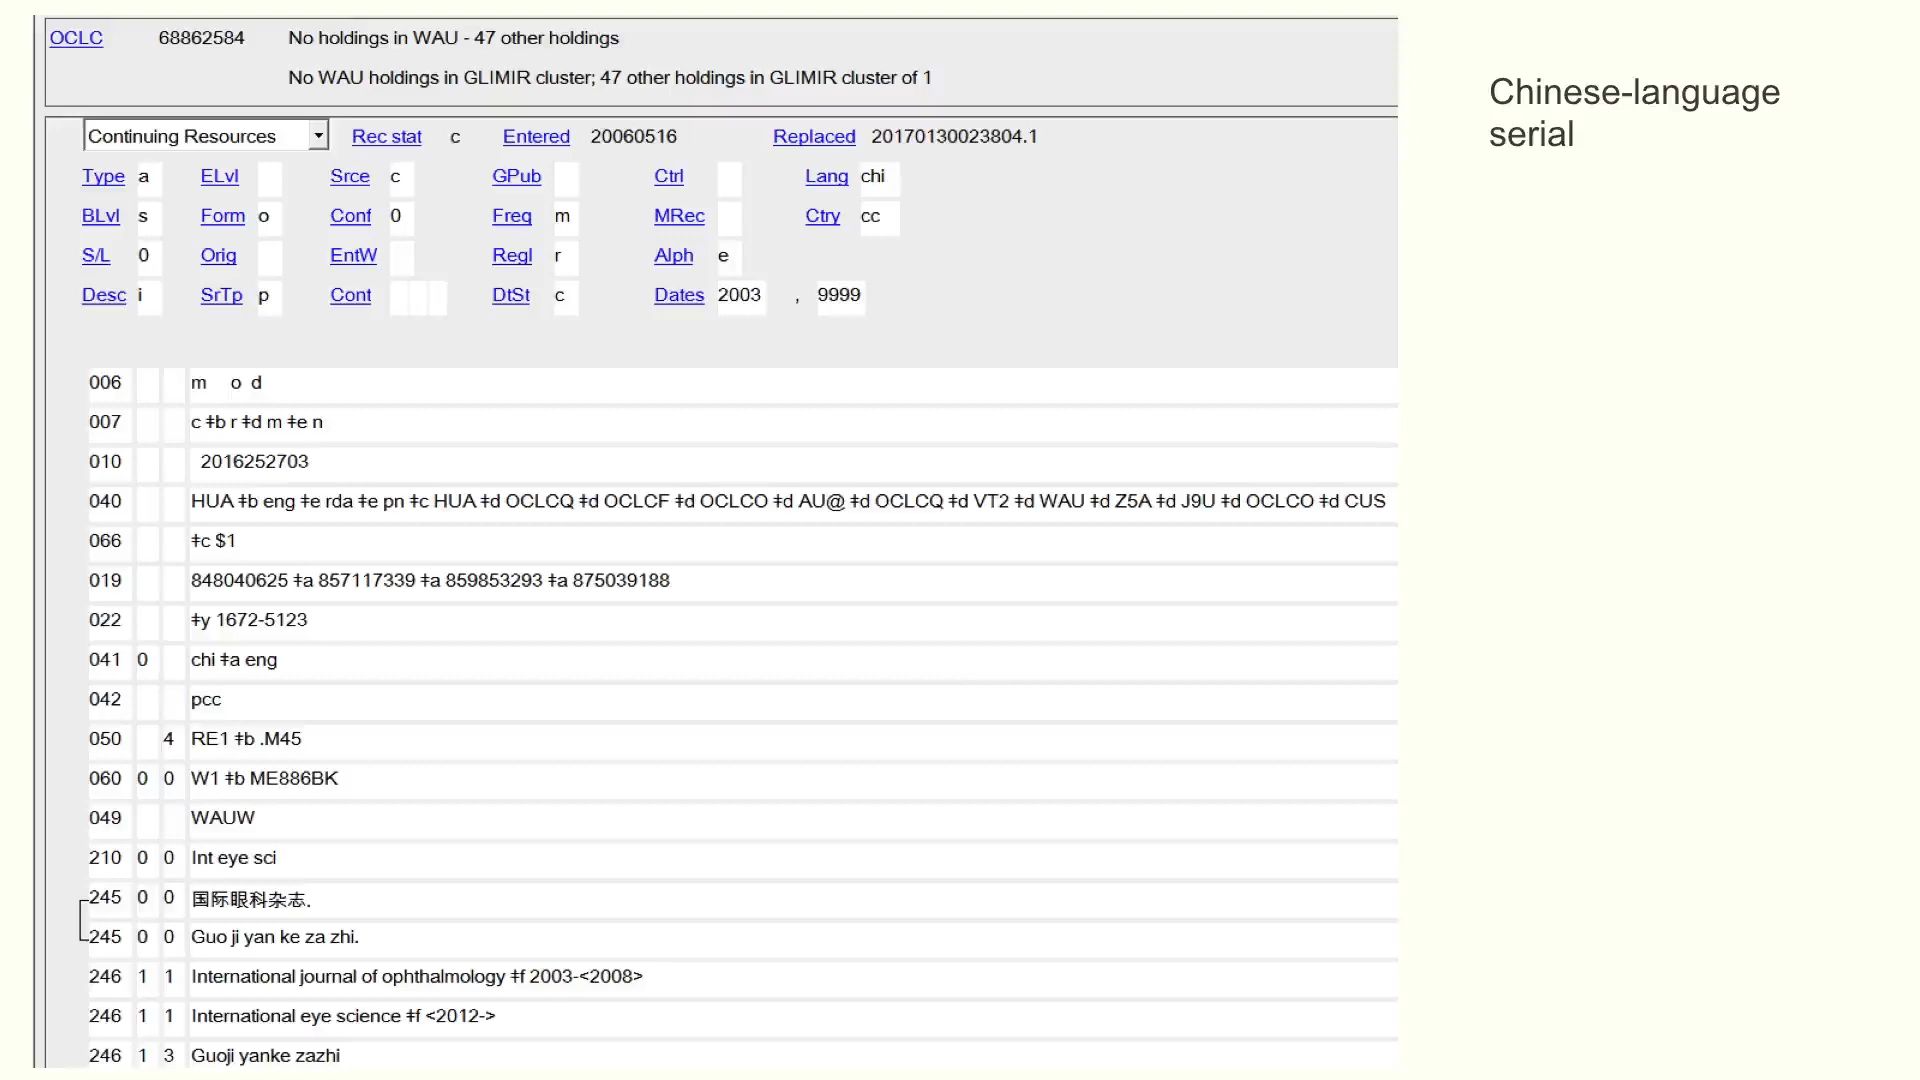 OCLC 68862584 No holdings in WAU - 47 other holdings
No WAU holdings in GLIMIR cluster; 47 other holdings in GLIMIR cluster of 1
Chinese-language
serial
Continuing Resources Rec stat c Entered 20060516 Replaced 20170130023804.1
Type a ELvl Srce c GPub Ctrl Lang chi
BLvl s Form o Conf 0 Freq m MRec Ctry cc
S/L 0 Orig EntW Regl r Alph e
Desc i SrTp p Cont DtSt c Dates 2003 , 9999
006 m o d
007 c ‡b r ‡d m ‡e n
010 2016252703
040 HUA ‡b eng ‡e rda ‡e pn ‡c HUA ‡d OCLCQ ‡d OCLCF ‡d OCLCO ‡d AU@ ‡d OCLCQ ‡d VT2 ‡d WAU ‡d Z5A ‡d J9U ‡d OCLCO ‡d CUS
066 ‡c $1
019 848040625 ‡a 857117339 ‡a 859853293 ‡a 875039188
022 ‡y 1672-5123
041 0 chi ‡a eng
042 pcc
050 4 RE1 ‡b .M45
060 0 0 W1 ‡b ME886BK
049 WAUW
210 0 0 Int eye sci
245 0 0 国际眼科杂志.
245 0 0 Guo ji yan ke za zhi.
246 1 1 International journal of ophthalmology ‡f 2003-<2008>
246 1 1 International eye science ‡f <2012->
246 1 3 Guoji yanke zazhi